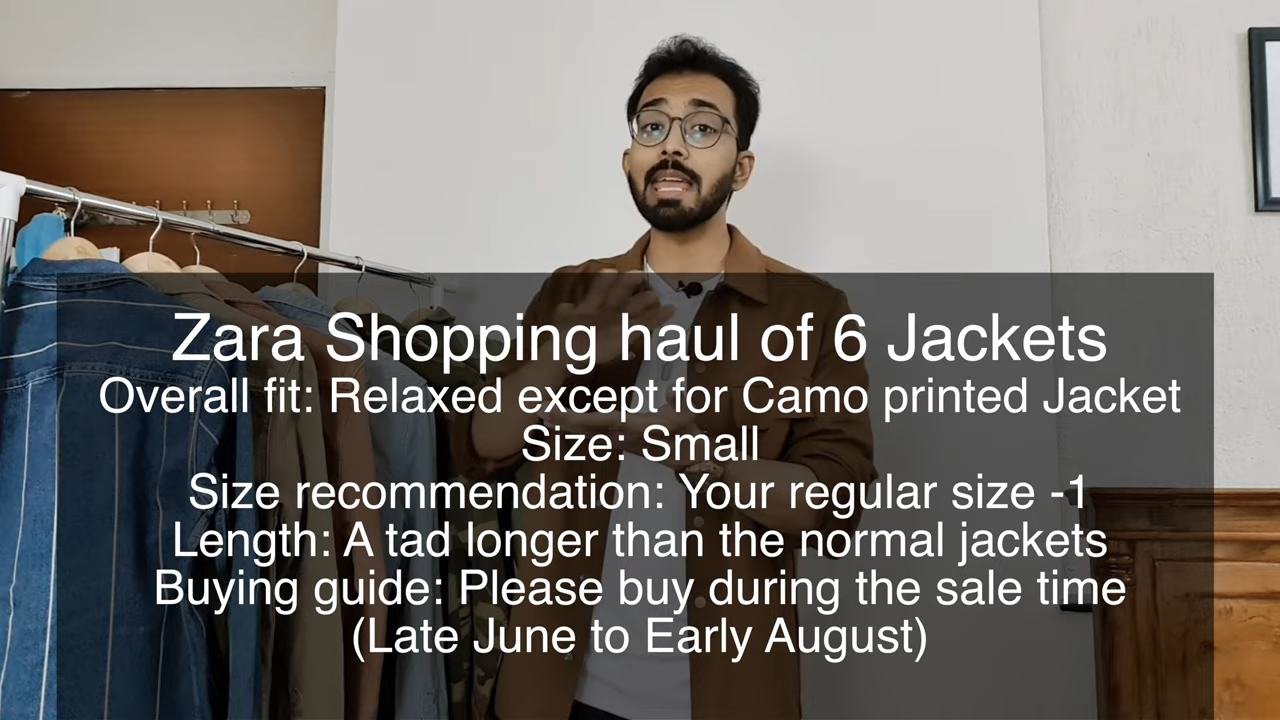 Zara Shopping haul of 6 Jackets
Overall fit: Relaxed except for Camo printed Jacket
Size: Small
Size recommendation: Your regular size -1
Length: A tad longer than the normal jackets
Buying guide: Please buy during the sale time
(Late June to Early August)